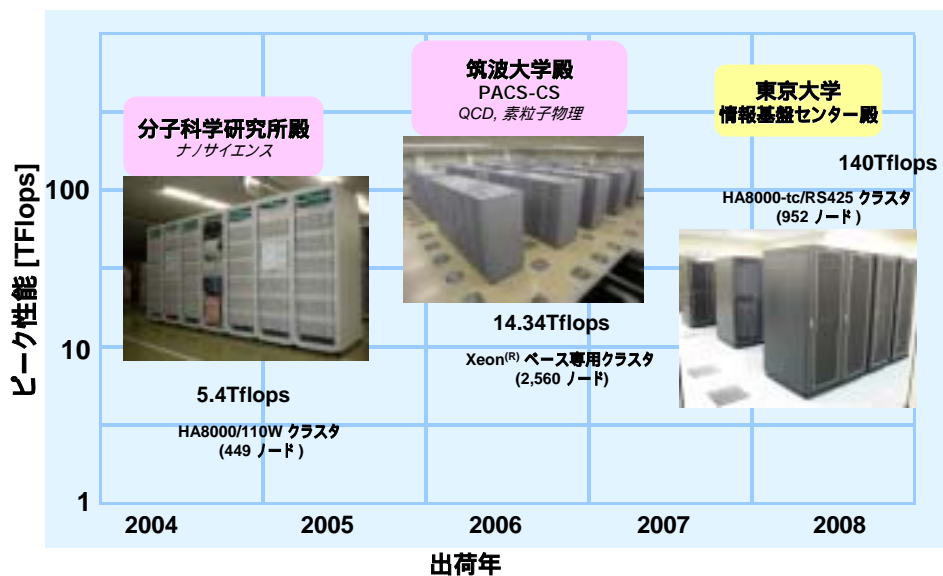 分子科学研究所殿
ナノサイエンス
5.4Tflops
HA8000/110W クラスタ
(449 ノード)
筑波大学殿
PACS-CS
QCD, 素粒子物理
14.34Tflops
Xeon(R) ベース専用クラスタ
(2,560 ノード)
東京大学
情報基盤センター殿
140Tflops
HA8000-tc/RS425 クラスタ
(952 ノード)
ピーク性能 [TFlops]
100
10
1
2004
2005
2006
2007
2008
出荷年